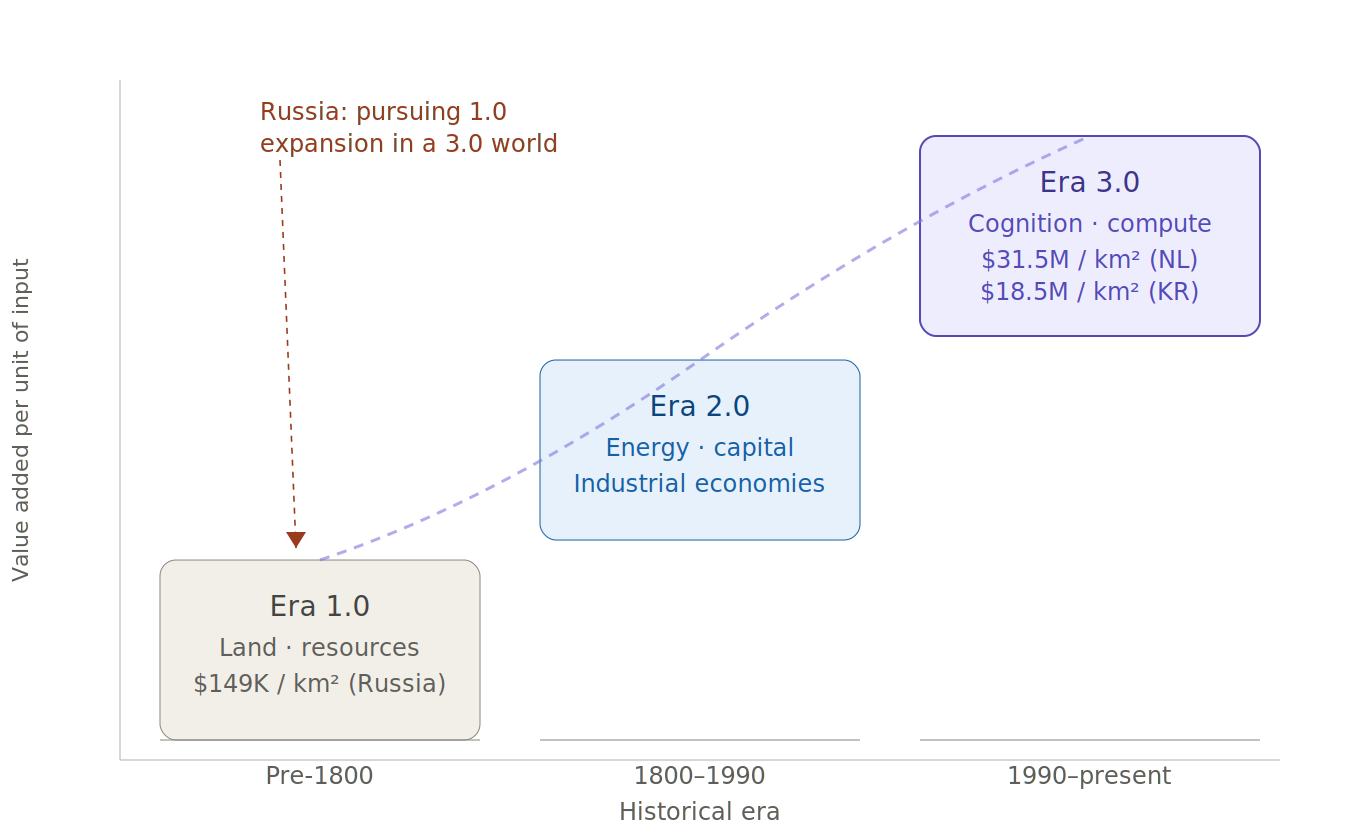 Russia: pursuing 1.0
expansion in a 3.0 world
Era 3.0
Cognition · compute
$31.5M / km² (NL)
$18.5M / km² (KR)
Era 2.0
Energy · capital
Industrial economies
Era 1.0
Land · resources
$149K / km² (Russia)
Value added per unit of input
Pre-1800
1800–1990
1990–present
Historical era